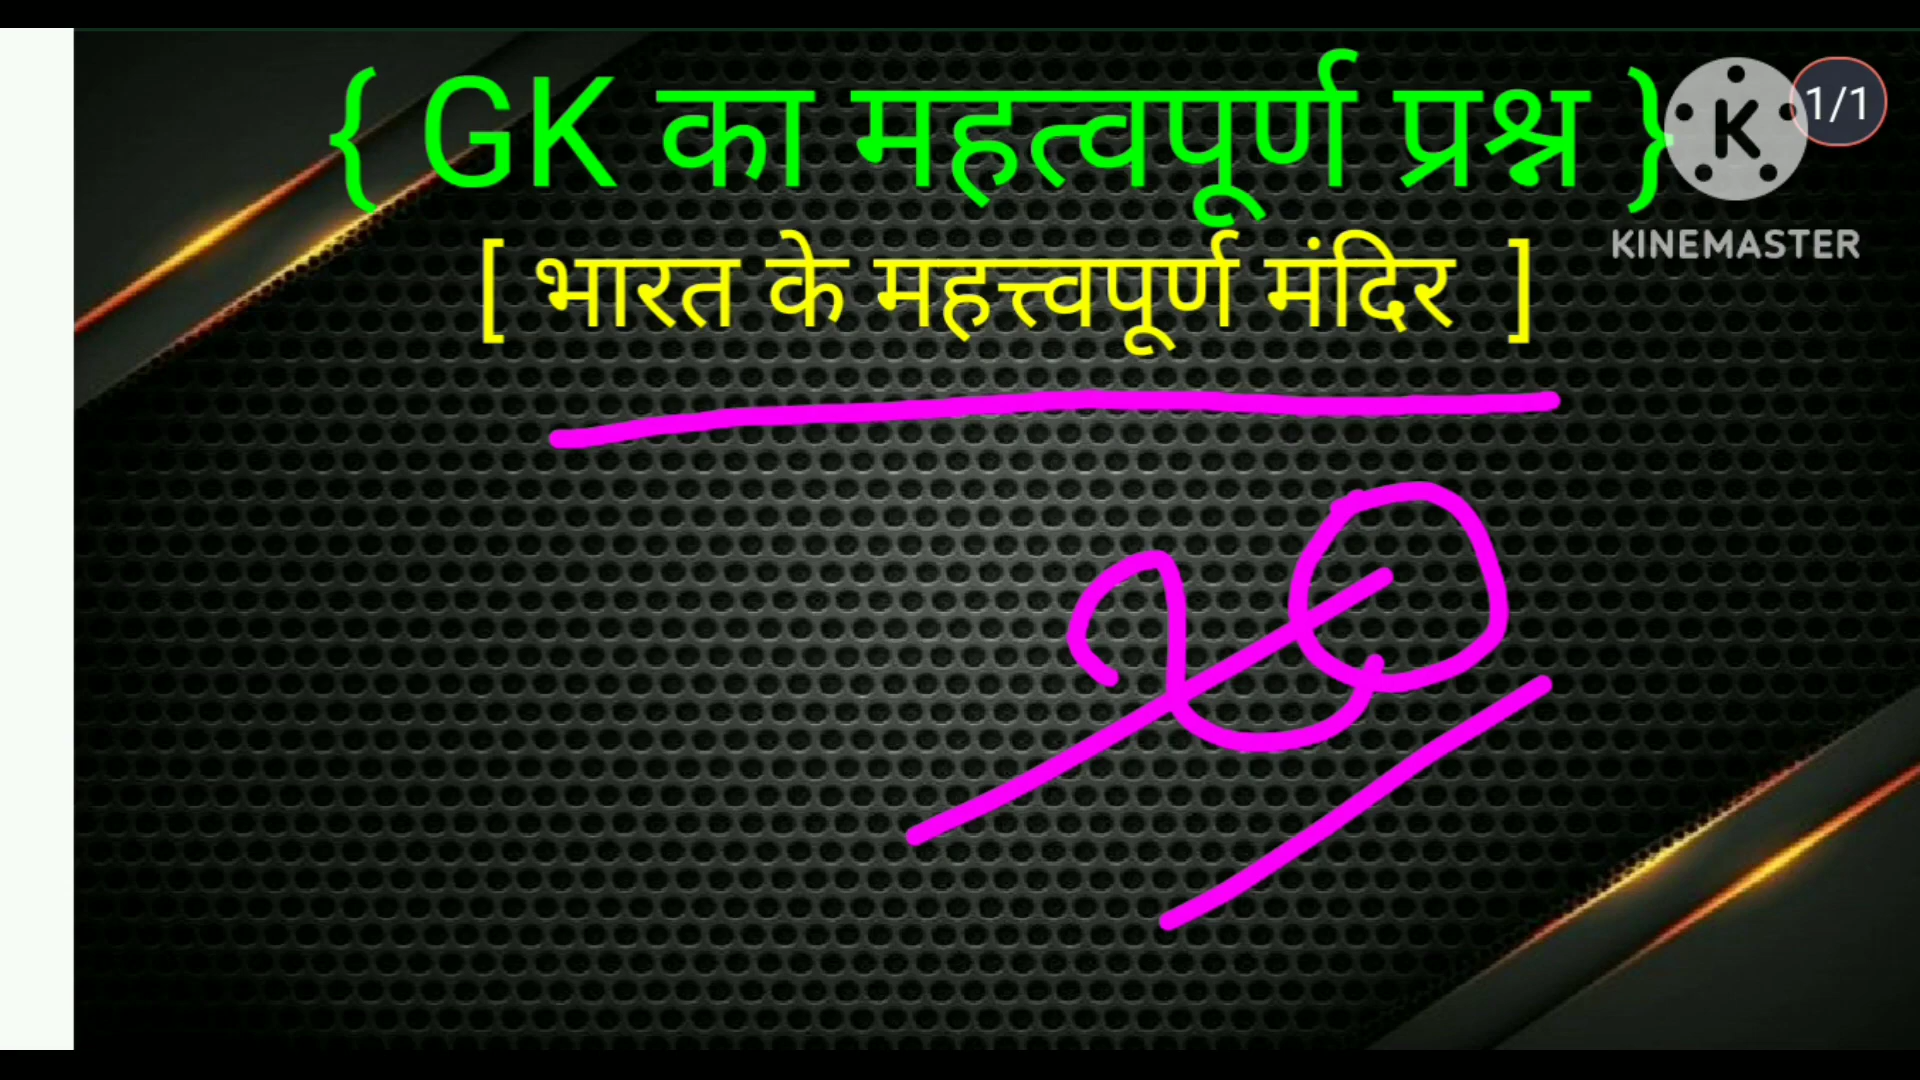 { GK का महत्वपूर्ण प्रश्न }
1/1
K
KINEMASTER
[ भारत के महत्त्वपूर्ण मंदिर ]